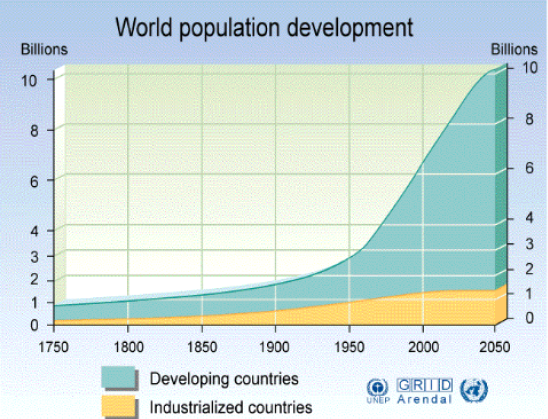 World population development
Billions Billions
10 10
8 8
6 6
4 4
3 3
2 2
1 1
0 0
1750 1800 1850 1900 1950 2000 2050
Developing countries
Industrialized countries
UNEP
GRID
Arendal